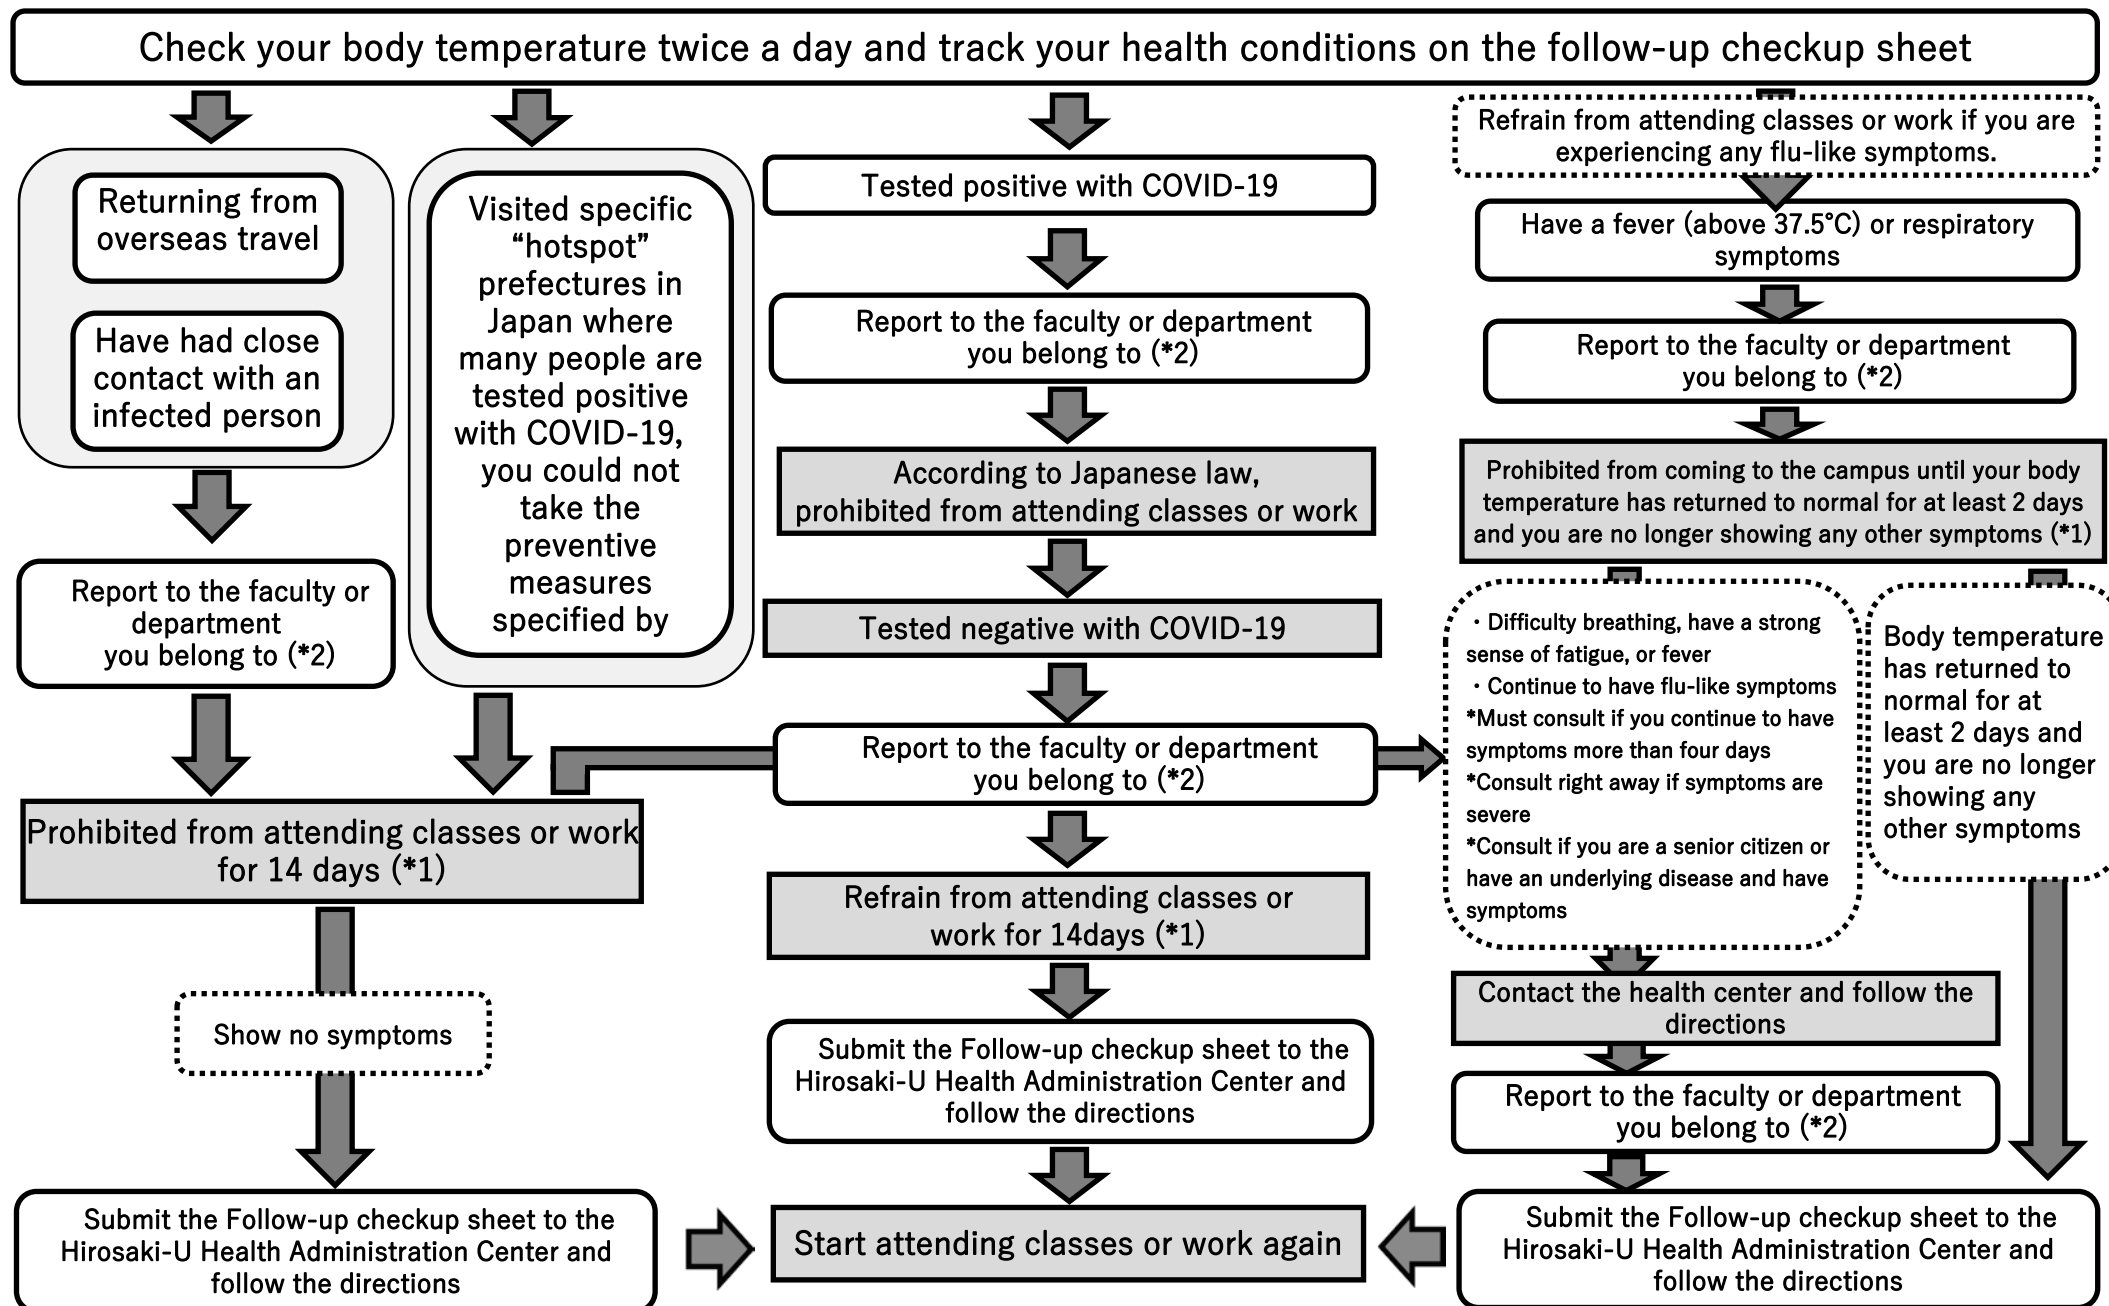 Check your body temperature twice a day and track your health conditions on the follow-up checkup sheet
Returning from
overseas travel
Have had close
contact with an
infected person
Report to the faculty or
department
you belong to (*2)
Visited specific
“hotspot”
prefectures in
Japan where
many people are
tested positive
with COVID-19,
you could not
take the
preventive
measures
specified by
Prohibited from attending classes or work
for 14 days (*1)
Show no symptoms
Submit the Follow-up checkup sheet to the
Hirosaki-U Health Administration Center and
follow the directions
Tested positive with COVID-19
Report to the faculty or department
you belong to (*2)
According to Japanese law,
prohibited from attending classes or work
Tested negative with COVID-19
Report to the faculty or department
you belong to (*2)
Refrain from attending classes or
work for 14days (*1)
Submit the Follow-up checkup sheet to the
Hirosaki-U Health Administration Center and
follow the directions
Start attending classes or work again
Refrain from attending classes or work if you are
experiencing any flu-like symptoms.
Have a fever (above 37.5°C) or respiratory
symptoms
Report to the faculty or department
you belong to (*2)
Prohibited from coming to the campus until your body
temperature has returned to normal for at least 2 days
and you are no longer showing any other symptoms (*1)
・Difficulty breathing, have a strong
sense of fatigue, or fever
・Continue to have flu-like symptoms
*Must consult if you continue to have
symptoms more than four days
*Consult right away if symptoms are
severe
*Consult if you are a senior citizen or
have an underlying disease and have
symptoms
Body temperature
has returned to
normal for at
least 2 days and
you are no longer
showing any
other symptoms
Contact the health center and follow the
directions
Report to the faculty or department
you belong to (*2)
Submit the Follow-up checkup sheet to the
Hirosaki-U Health Administration Center and
follow the directions